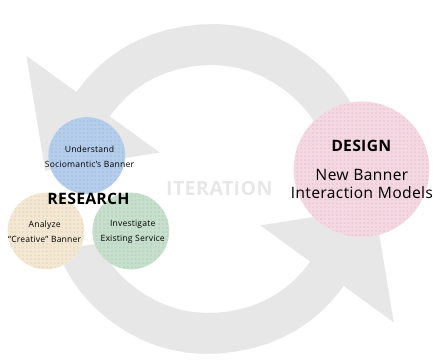 Understand
Sociomantic's Banner
RESEARCH
Analyze
“Creative” Banner
Investigate
Existing Service
ITERATION
DESIGN
New Banner
Interaction Models